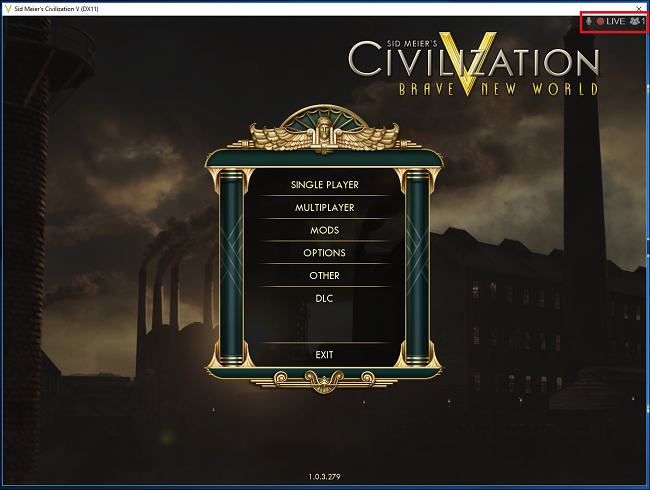 Sid Meier's Civilization V (DX11)
LIVE 1
SID MEIER'S
CIVILIZATION
V
BRAVE NEW WORLD
SINGLE PLAYER
MULTIPLAYER
MODS
OPTIONS
OTHER
DLC
EXIT
1.0.3.279